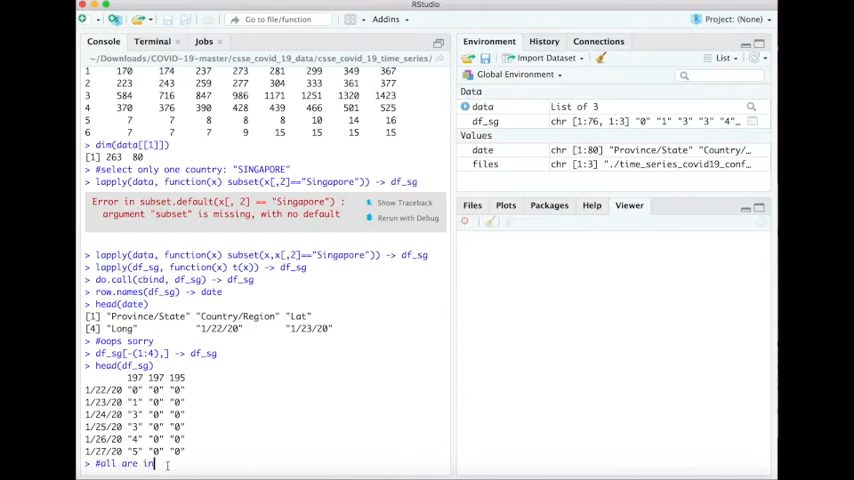 RStudio
Go to file/function
Addins
Project: (None)
Console
Terminal
Jobs
~/Downloads/COVID-19-master/csse_covid_19_data/csse_covid_19_time_series/
1 170 174 237 273 281 299 349 367
2 223 243 259 277 304 333 361 377
3 584 716 847 986 1171 1251 1320 1423
4 370 376 390 428 439 466 501 525
5 7 7 7 8 8 10 14 16
6 7 7 8 9 15 15 15 15
> dim(data[[1]])
[1] 263 80
> #select only one country: "SINGAPORE"
> lapply(data, function(x) subset(x[,2]=="Singapore")) -> df_sg
Error in subset.default(x[, 2] == "Singapore") :
argument "subset" is missing, with no default
Show Traceback
Rerun with Debug
> lapply(data, function(x) subset(x,x[,2]=="Singapore")) -> df_sg
> lapply(df_sg, function(x) t(x)) -> df_sg
> do.call(cbind, df_sg) -> df_sg
> row.names(df_sg) -> date
> head(date)
[1] "Province/State" "Country/Region" "Lat"
[4] "Long" "1/22/20" "1/23/20"
> #oops sorry
> df_sg[-(1:4),] -> df_sg
> head(df_sg)
197 197 195
1/22/20 "0" "0" "0"
1/23/20 "1" "0" "0"
1/24/20 "3" "0" "0"
1/25/20 "3" "0" "0"
1/26/20 "4" "0" "0"
1/27/20 "5" "0" "0"
> #all are in
Environment
History
Connections
Import Dataset
List
Global Environment
Data
data List of 3
df_sg chr [1:76, 1:3] "0" "1" "3" "3" "4"…
Values
date chr [1:80] "Province/State" "Country/…
files chr [1:3] "./time_series_covid19_conf…
Files
Plots
Packages
Help
Viewer